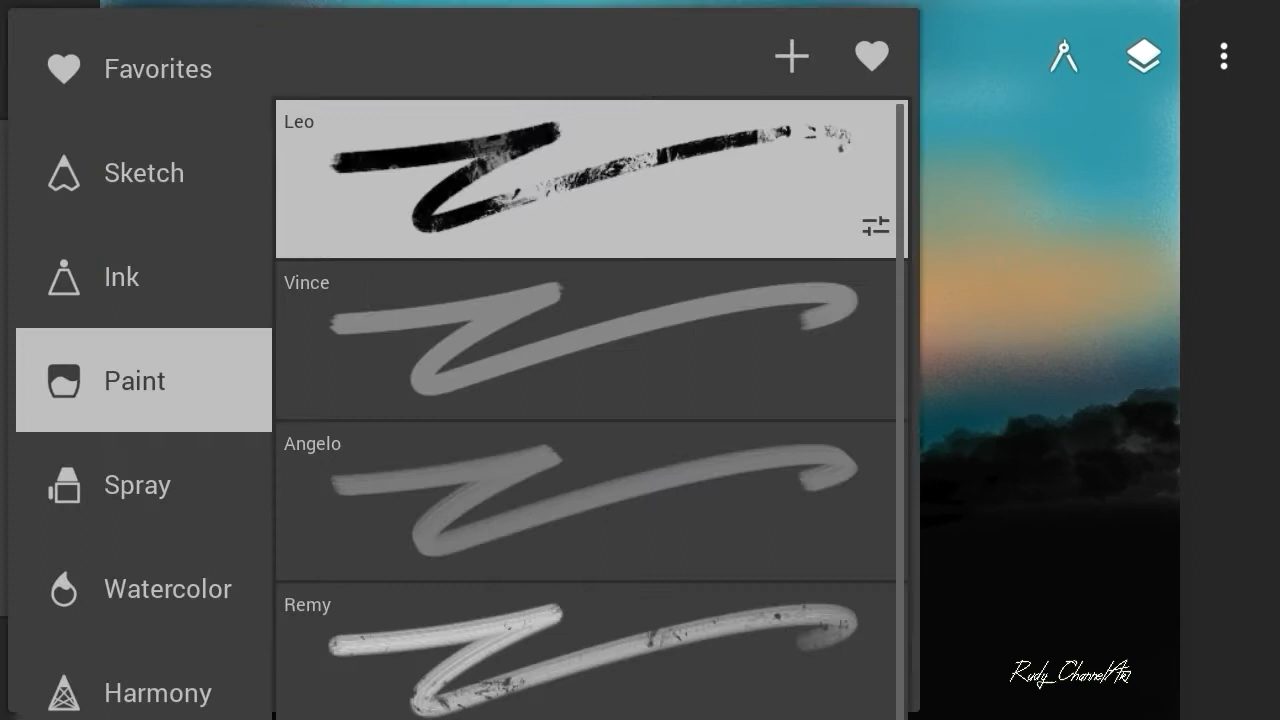 Favorites
Sketch
Ink
Paint
Spray
Watercolor
Harmony
Leo
Vince
Angelo
Remy
Rudy_ChannelArt